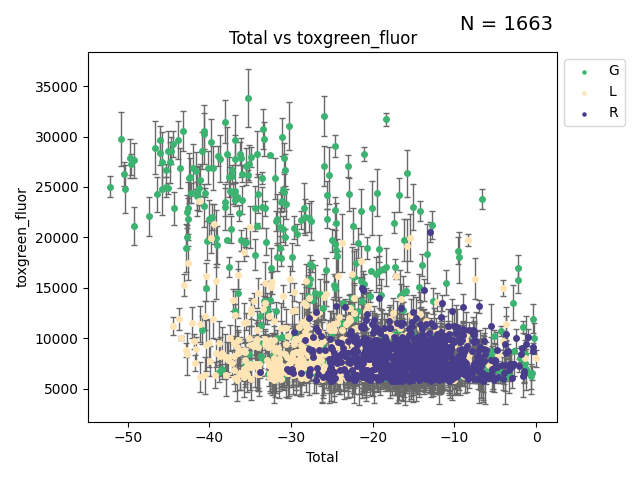 N = 1663
Total vs toxgreen_fluor
G
L
R
toxgreen_fluor
35000
30000
25000
20000
15000
10000
5000
−50
−40
−30
−20
−10
0
Total